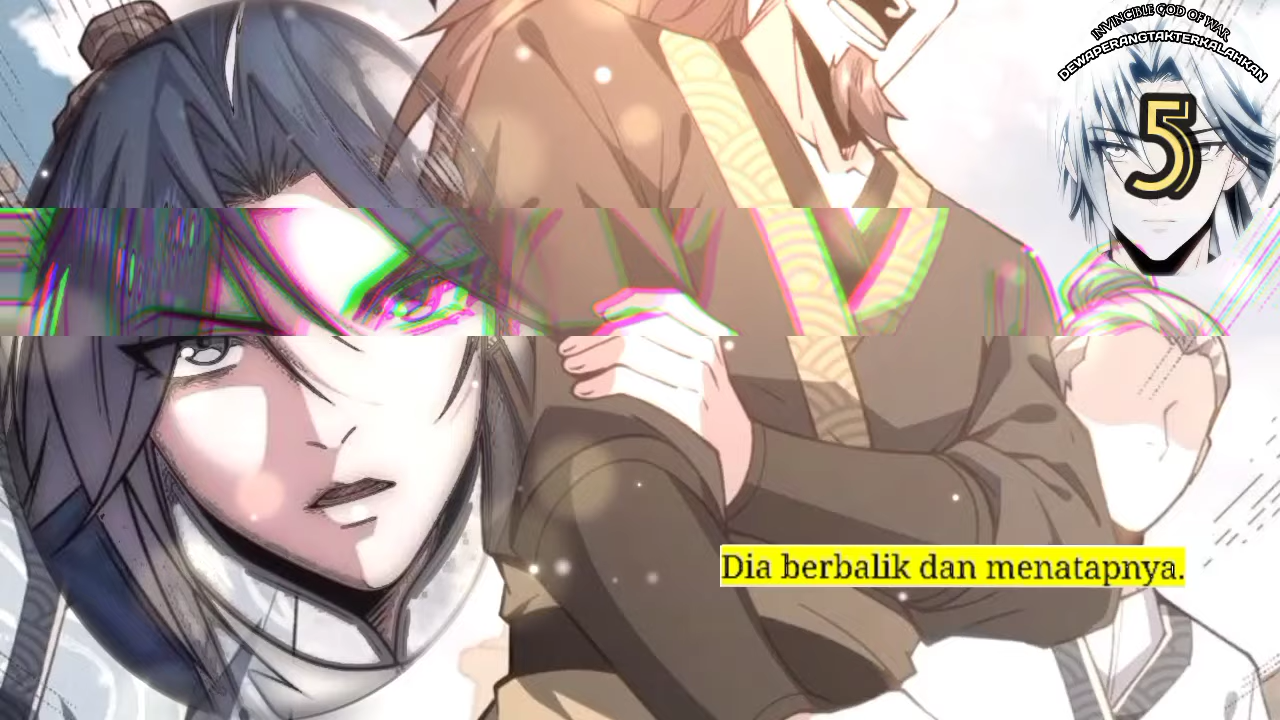 INVINCIBLE GOD OF WAR
DEWAPERANGTAKTERKALAHKAN
5
Dia berbalik dan menatapnya.